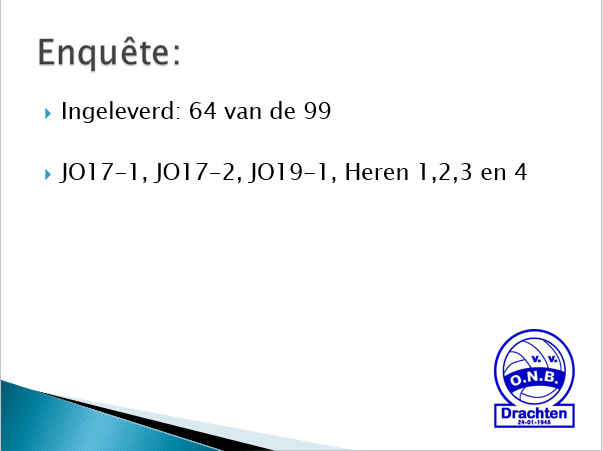 Enquête:
Ingeleverd: 64 van de 99
JO17-1, JO17-2, JO19-1, Heren 1,2,3 en 4
v. v.
O.N.B.
Drachten
24-01-1948